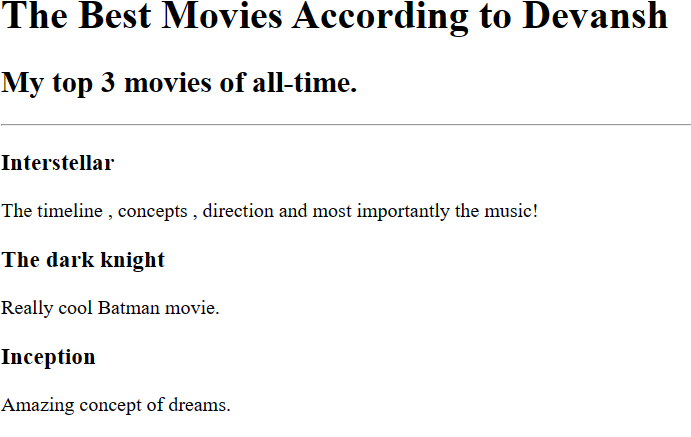 The Best Movies According to Devansh
My top 3 movies of all-time.
Interstellar
The timeline , concepts , direction and most importantly the music!
The dark knight
Really cool Batman movie.
Inception
Amazing concept of dreams.